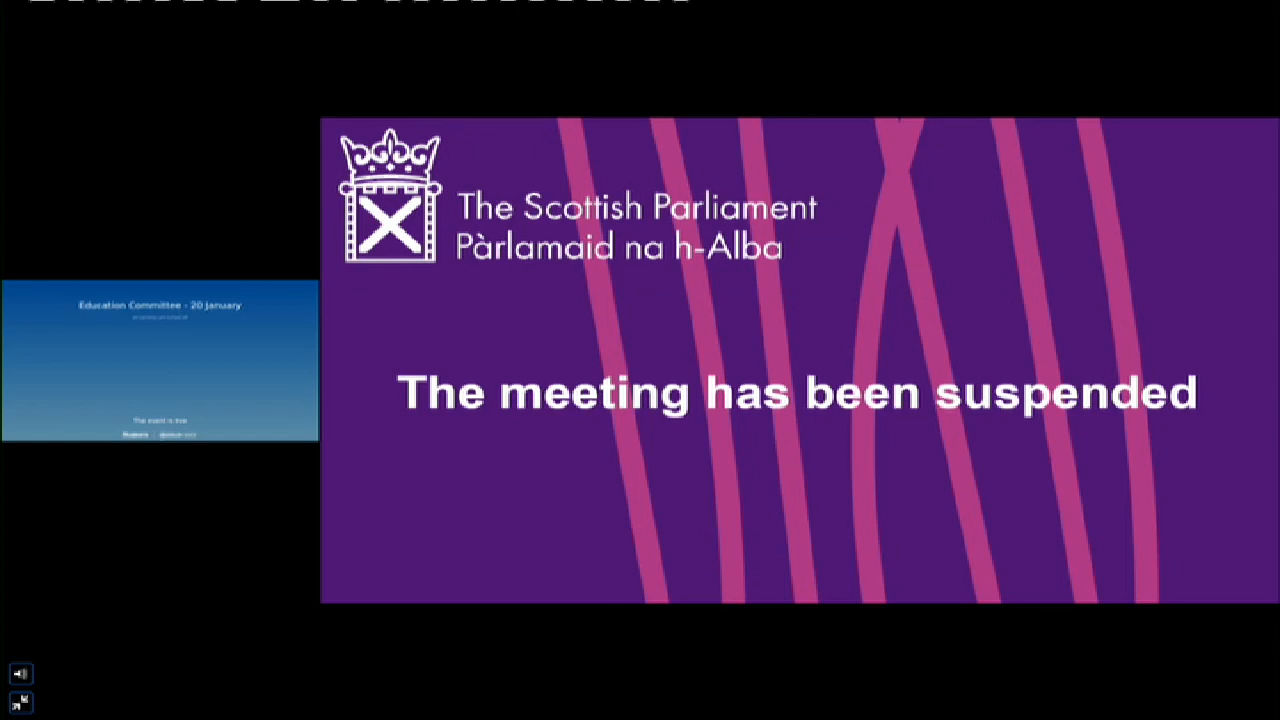 The Scottish Parliament
Pàrlamaid na h-Alba
Education Committee - 20 January
The meeting has been suspended
The event is live